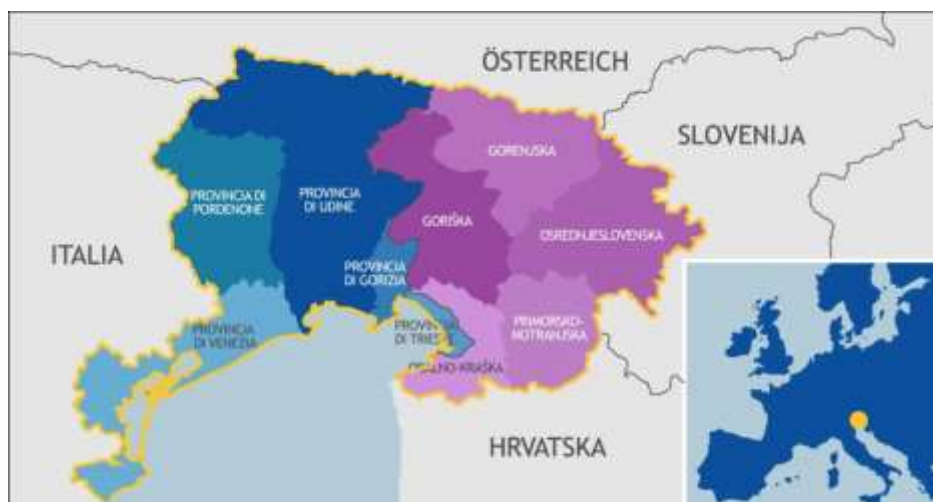 ÖSTERREICH
SLOVENIJA
GORENJSKA
PROVINCIA DI
PORDENONE
PROVINCIA
DI UDINE
GORIŠKA
OSREDNJESLOVENSKA
ITALIA
PROVINCIA
DI GORIZIA
PROVINCIA
DI VENEZIA
DI TRIESTE
PRIMORSKO-
NOTRANJSKA
HRVATSKA